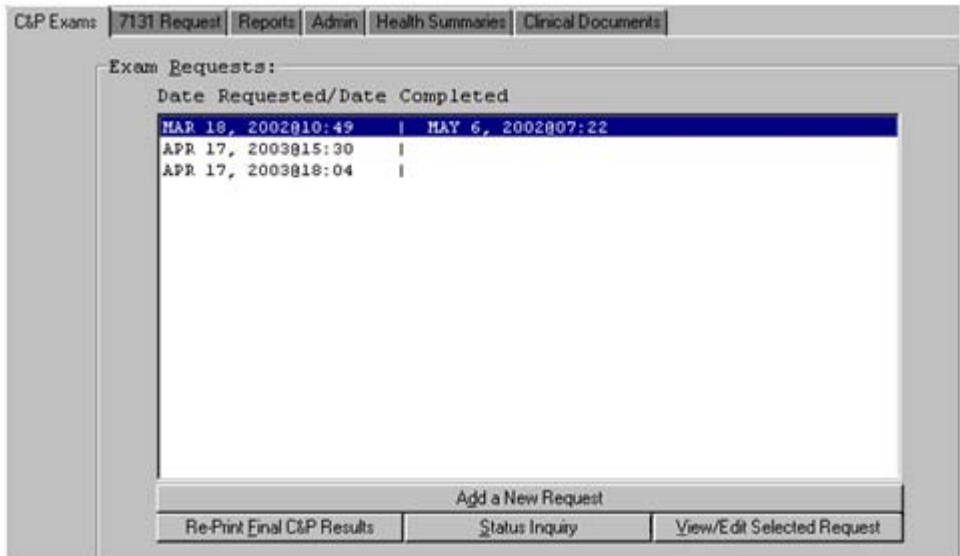 C&P Exams 7131 Request Reports Admin Health Summaries Clinical Documents
Exam Requests:
Date Requested/Date Completed
MAR 18, 2002@10:49 | MAY 6, 2002@07:22
APR 17, 2003@15:30 |
APR 17, 2003@18:04 |
Add a New Request
Re-Print Final C&P Results Status Inquiry View/Edit Selected Request